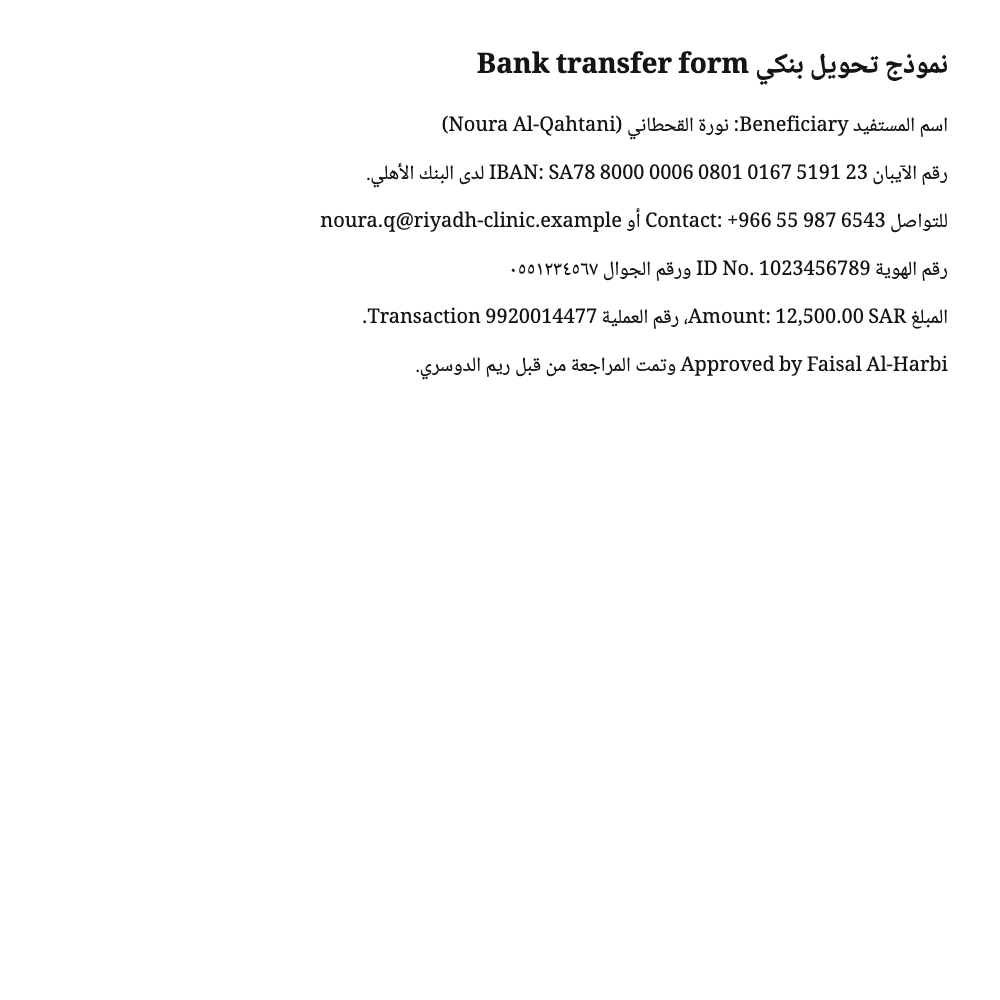 نموذج تحويل بنكي Bank transfer form
اسم المستفيد Beneficiary: نورة القحطاني (Noura Al-Qahtani)
رقم الآيبان IBAN: SA78 8000 0006 0801 0167 5191 23 لدى البنك الأهلي.
للتواصل Contact: +966 55 987 6543 أو noura.q@riyadh-clinic.example
رقم الهوية ID No. 1023456789 ورقم الجوال ٠٥٥١٢٣٤٥٦٧
المبلغ Amount: 12,500.00 SAR، رقم العملية Transaction 9920014477.
Approved by Faisal Al-Harbi وتمت المراجعة من قبل ريم الدوسري.